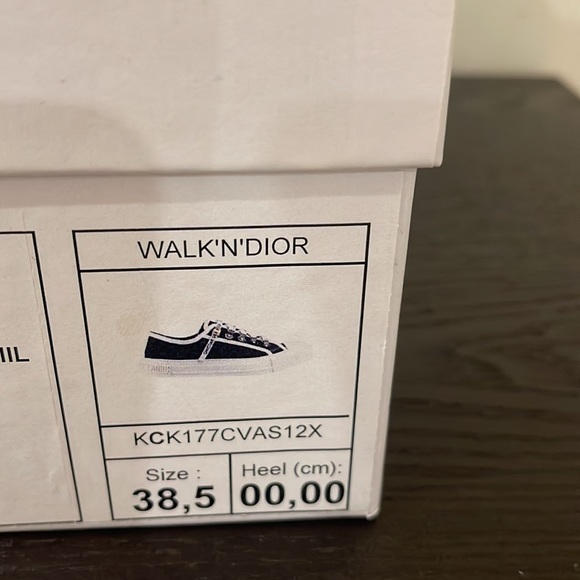 WALK'N'DIOR
KCK177CVAS12X
Size :
38,5
Heel (cm):
00,00